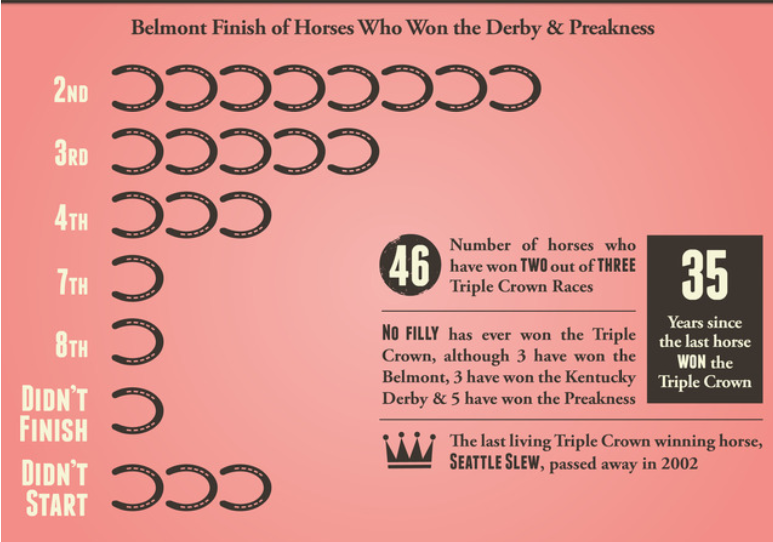 Belmont Finish of Horses Who Won the Derby & Preakness
2ND
3RD
4TH
7TH
8TH
DIDN'T
FINISH
DIDN'T
START
46
Number of horses who
have won TWO out of THREE
Triple Crown Races
No FILLY has ever won the Triple
Crown, although 3 have won the
Belmont, 3 have won the Kentucky
Derby & 5 have won the Preakness
35
Years since
the last horse
WON the
Triple Crown
The last living Triple Crown winning horse,
SEATTLE SLEW, passed away in 2002